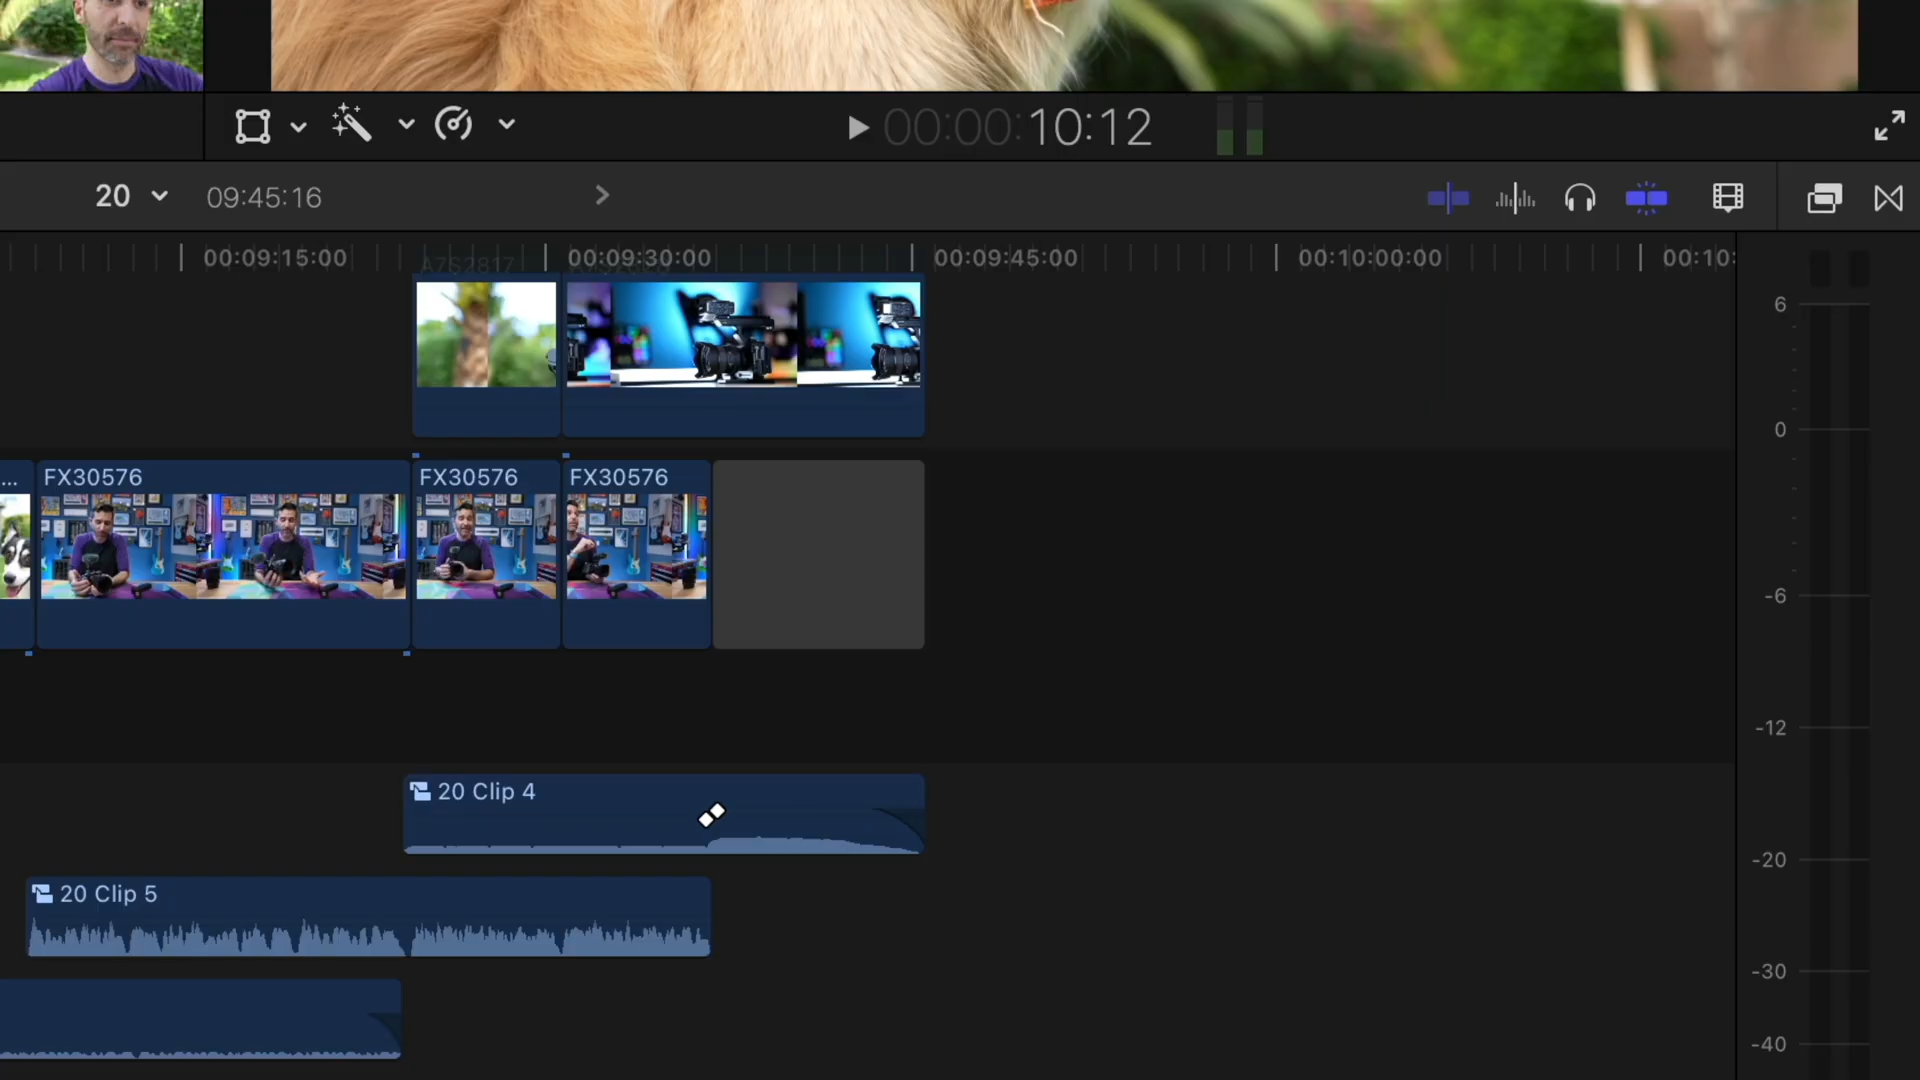 00:00:10:12
20 09:45:16
00:09:15:00 00:09:30:00 00:09:45:00 00:10:00:00 00:10:
A7S2817
6
0
FX30576 FX30576 FX30576
-6
-12
20 Clip 4
-20
20 Clip 5
-30
-40